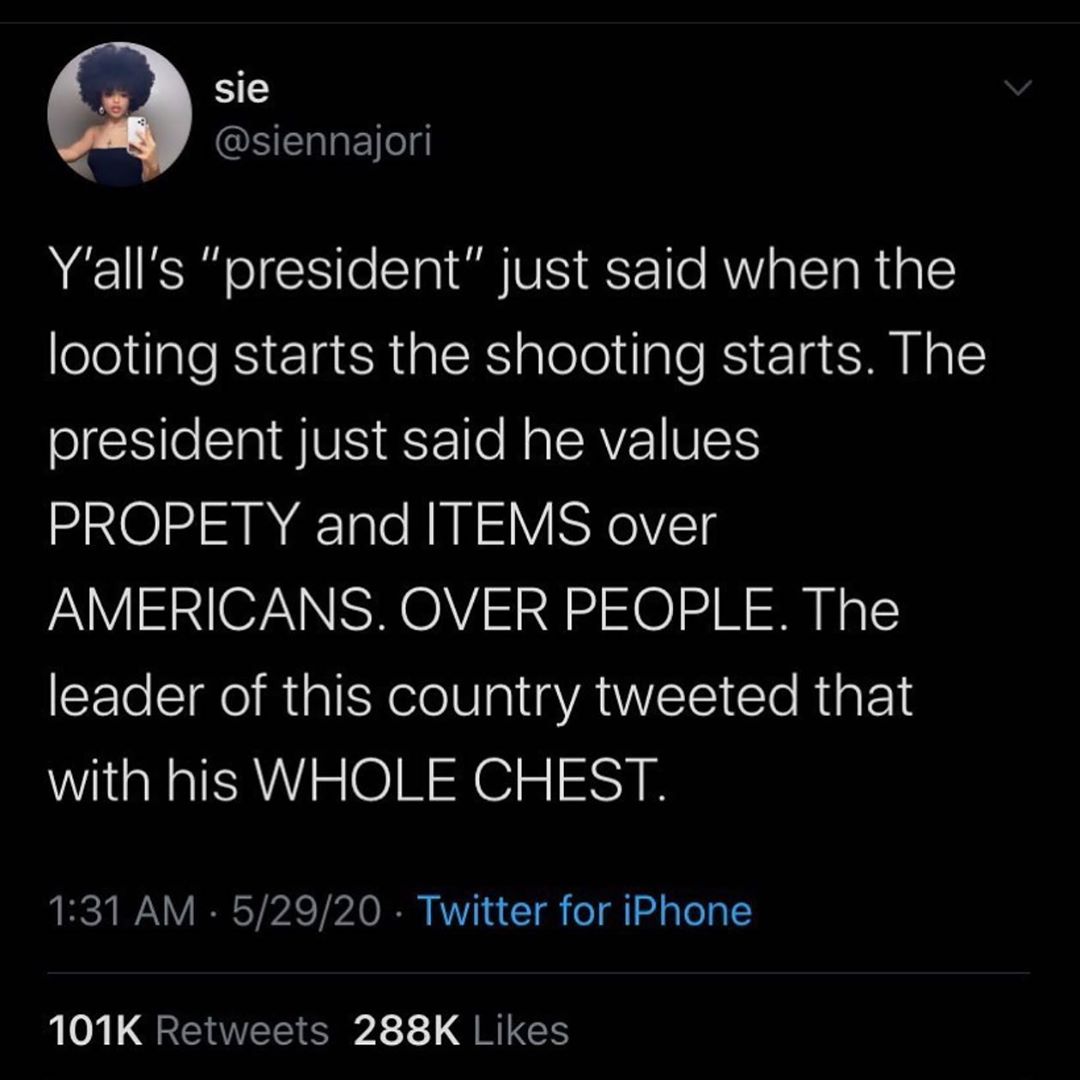 sie
@siennajori
Y'all's "president" just said when the
looting starts the shooting starts. The
president just said he values
PROPETY and ITEMS over
AMERICANS. OVER PEOPLE. The
leader of this country tweeted that
with his WHOLE CHEST.
1:31 AM · 5/29/20 · Twitter for iPhone
101K Retweets 288K Likes